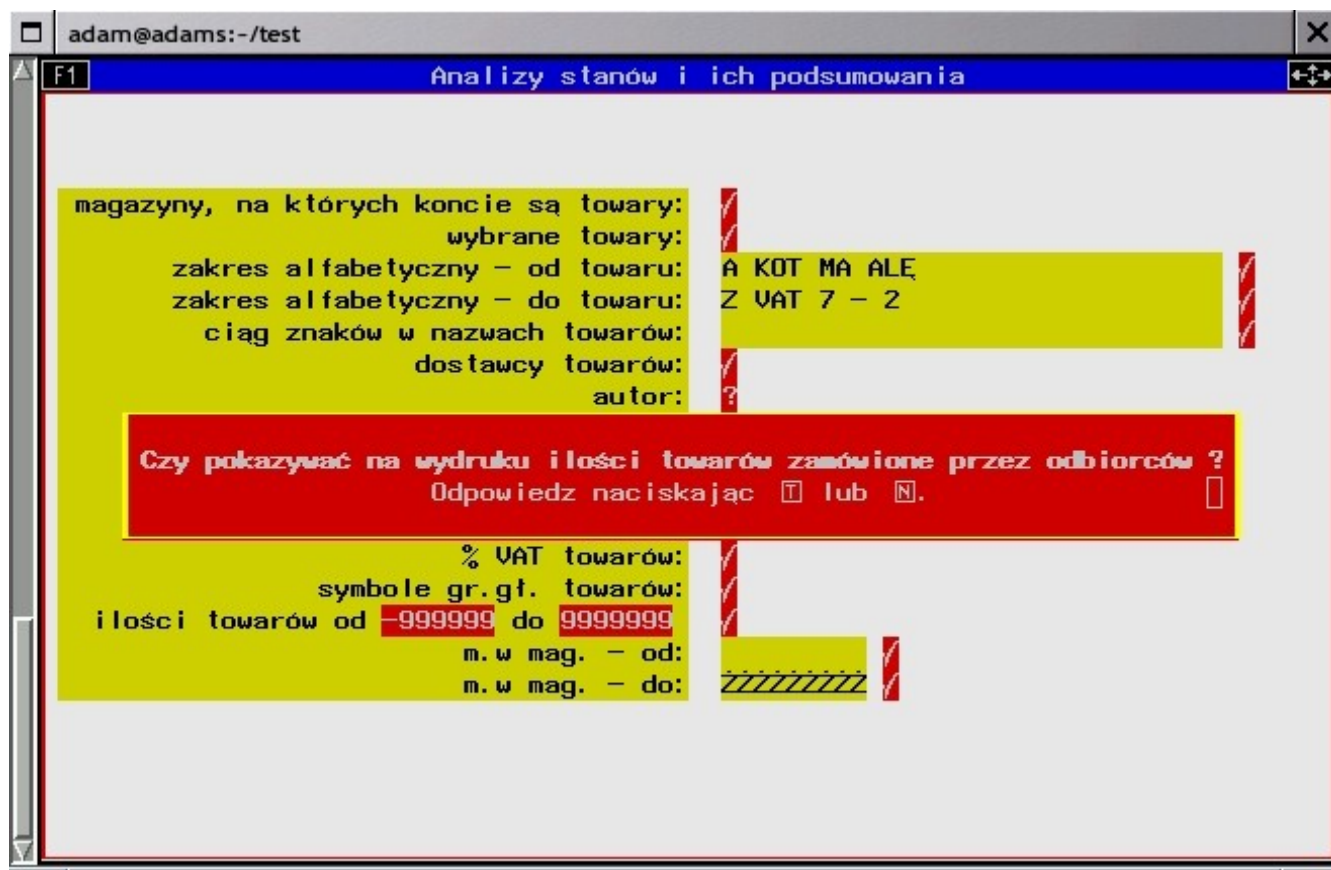 adam@adams:~/test
F1 Analizy stanów i ich podsumowania
magazyny, na których koncie są towary: /
wybrane towary: /
zakres alfabetyczny – od towaru: A KOT MA ALĘ /
zakres alfabetyczny – do towaru: Z VAT 7 – 2 /
ciąg znaków w nazwach towarów: /
dostawcy towarów: /
autor: ?
Czy pokazywać na wydruku ilości towarów zamówione przez odbiorców ?
Odpowiedz naciskając T lub N.
% VAT towarów: /
symbole gr.gł. towarów: /
ilości towarów od -999999 do 9999999 /
m.w mag. – od: /
m.w mag. – do: ŻŻŻŻŻŻŻŻŻ /